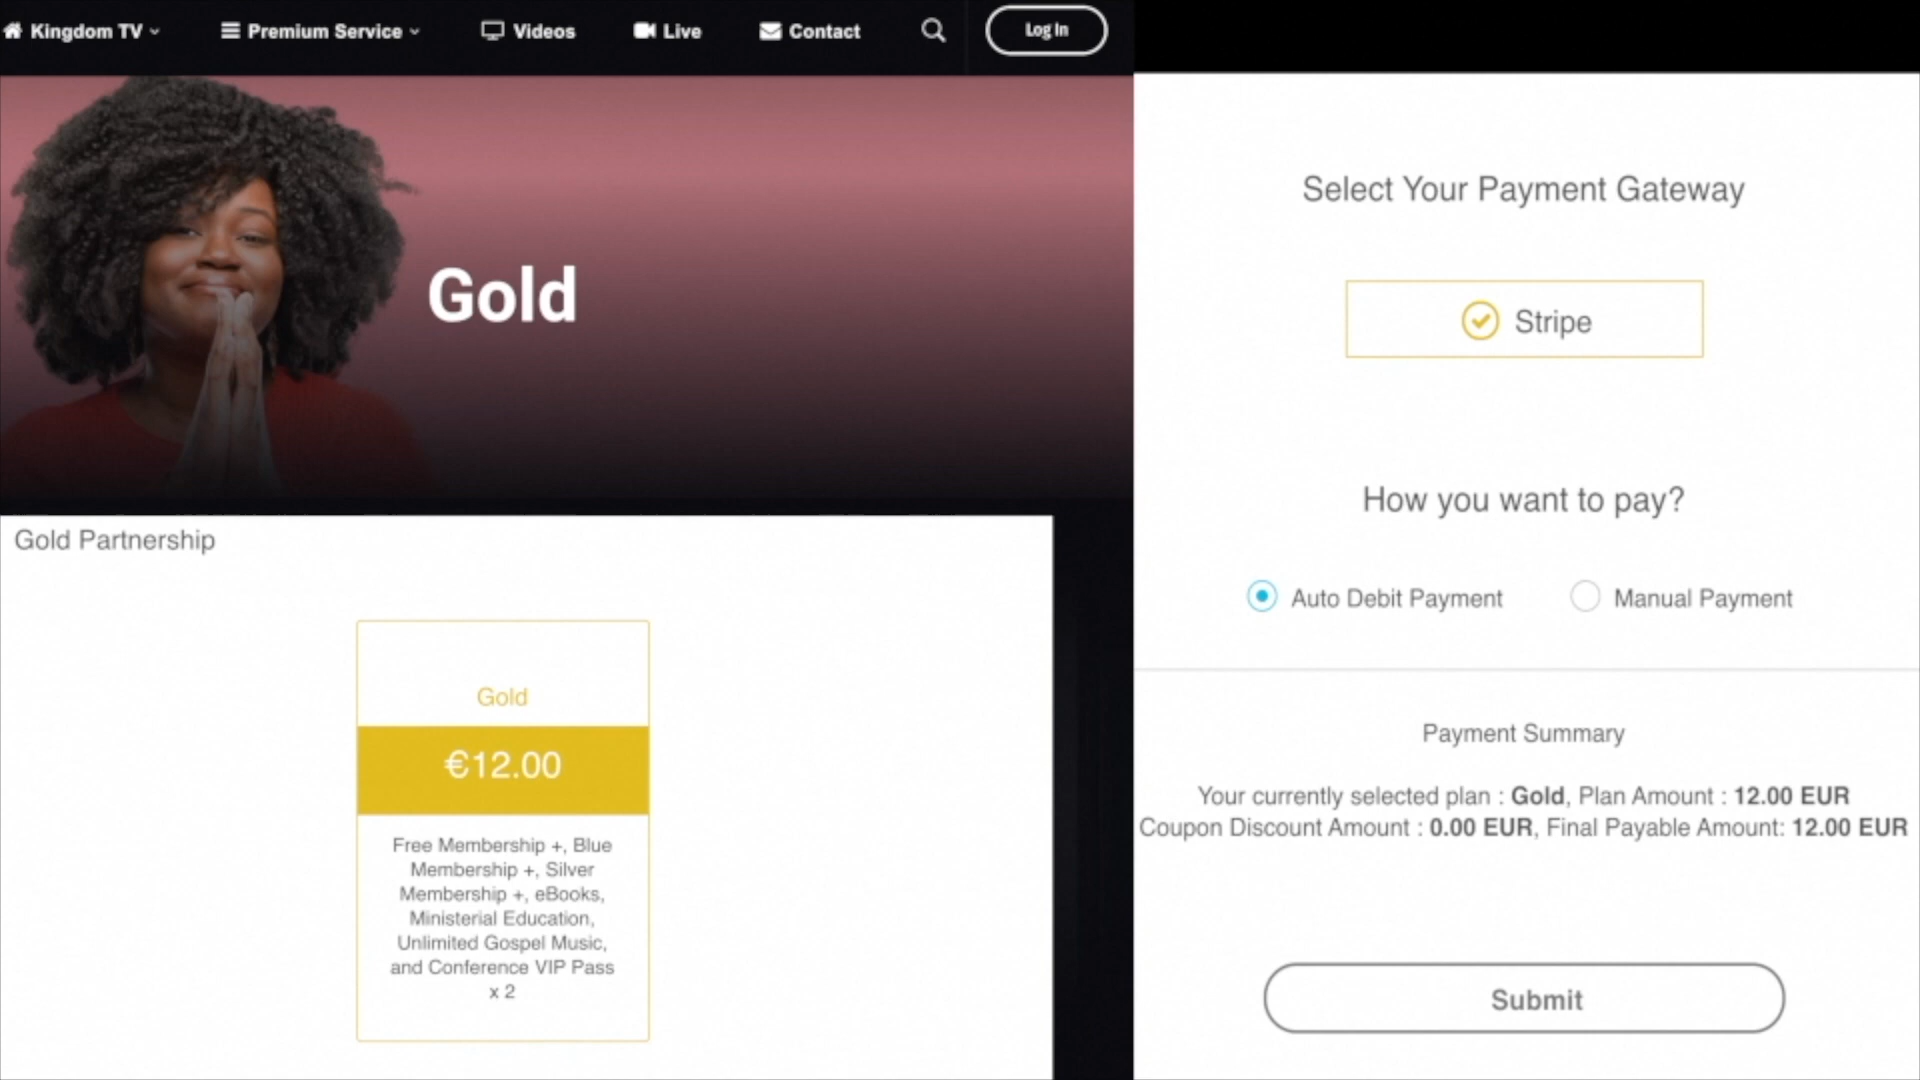 Kingdom TV
Premium Service
Videos
Live
Contact
Log In
Gold
Gold Partnership
Gold
€12.00
Free Membership +, Blue
Membership +, Silver
Membership +, eBooks,
Ministerial Education,
Unlimited Gospel Music,
and Conference VIP Pass
x 2
Select Your Payment Gateway
Stripe
How you want to pay?
Auto Debit Payment
Manual Payment
Payment Summary
Your currently selected plan : Gold, Plan Amount : 12.00 EUR
Coupon Discount Amount : 0.00 EUR, Final Payable Amount: 12.00 EUR
Submit